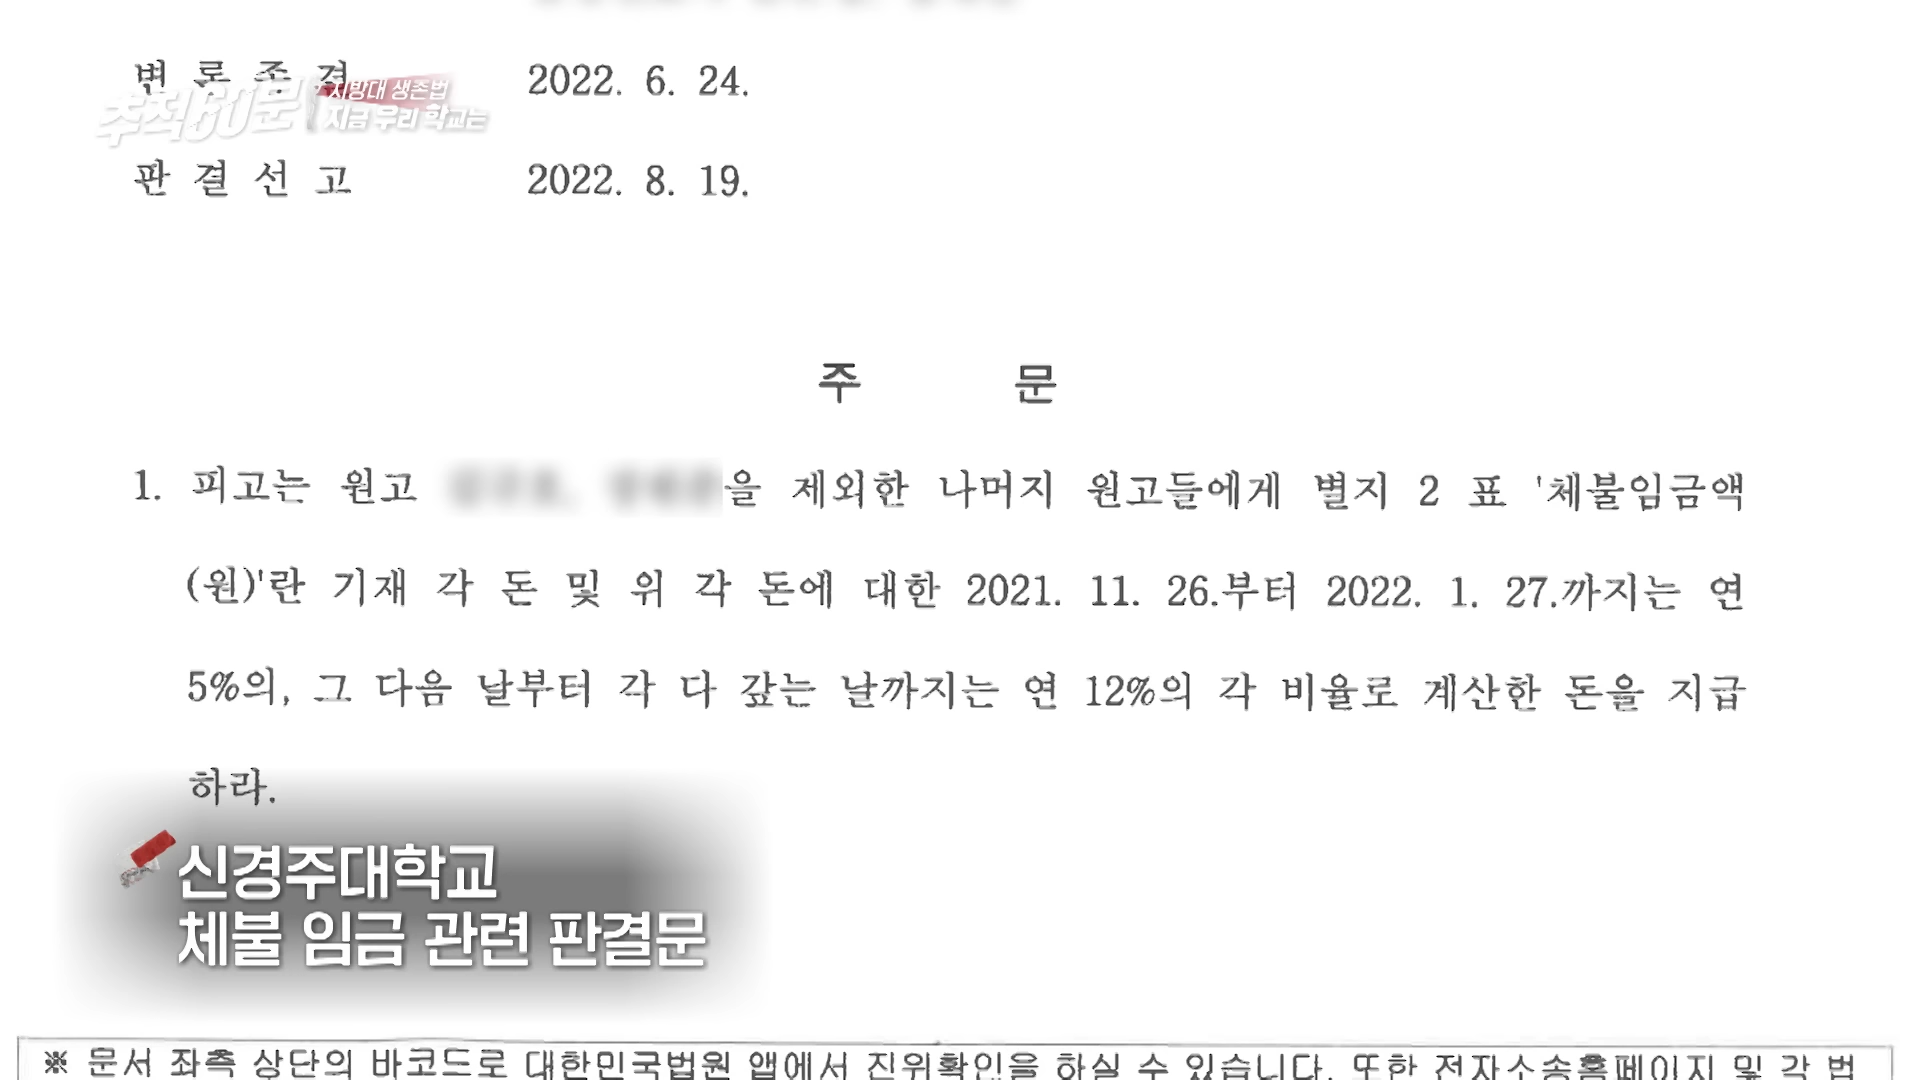 변 론 종 결 2022. 6. 24.
추적60분 지방대 생존법
지금 우리 학교는
판 결 선 고 2022. 8. 19.
주 문
1. 피고는 원고 을 제외한 나머지 원고들에게 별지 2 표 '체불임금액
(원)'란 기재 각 돈 및 위 각 돈에 대한 2021. 11. 26.부터 2022. 1. 27.까지는 연
5%의, 그 다음 날부터 각 다 갚는 날까지는 연 12%의 각 비율로 계산한 돈을 지급
하라.
신경주대학교
체불 임금 관련 판결문
※ 문서 좌측 상단의 바코드로 대한민국법원 앱에서 진위확인을 하실 수 있습니다. 또한 전자소송홈페이지 및 각 법